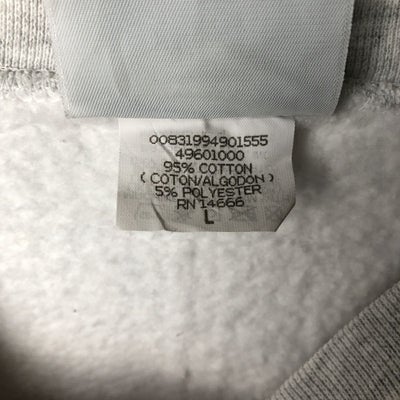 00831994901555
49601000
95% COTTON
(COTON/ALGODON)
5% POLYESTER
RN 14666
L